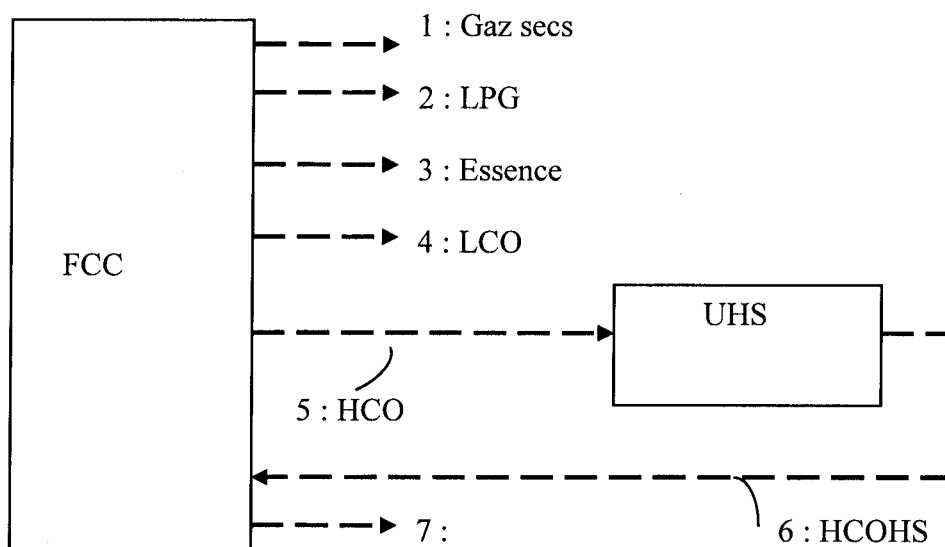 1 : Gaz secs
2 : LPG
3 : Essence
4 : LCO
FCC
UHS
5 : HCO
7 :
6 : HCOHS